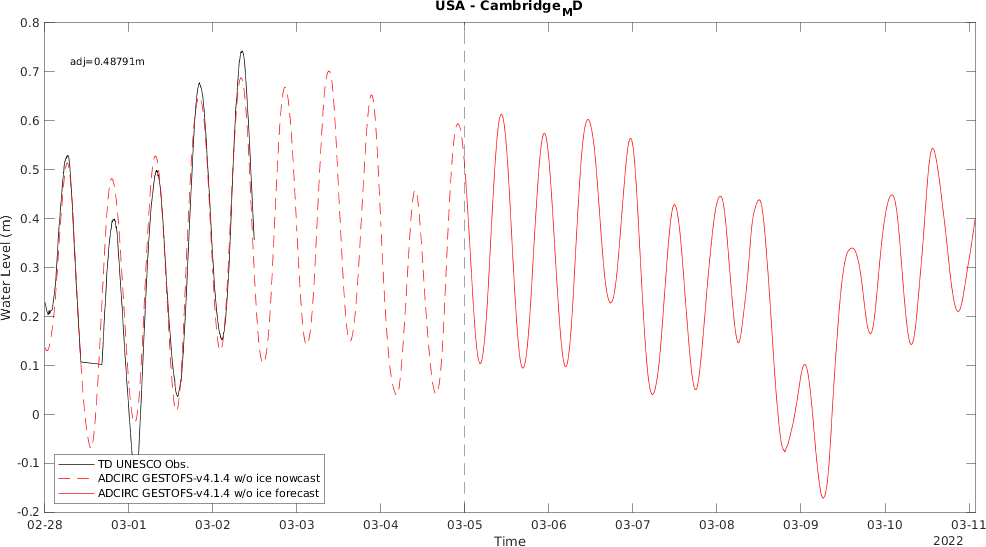 USA - Cambridge_MD
0.8
adj=0.48791m
0.7
0.6
0.5
0.4
0.3
0.2
0.1
0
-0.1
-0.2
Water Level (m)
TD UNESCO Obs.
ADCIRC GESTOFS-v4.1.4 w/o ice nowcast
ADCIRC GESTOFS-v4.1.4 w/o ice forecast
02-28 03-01 03-02 03-03 03-04 03-05 03-06 03-07 03-08 03-09 03-10 03-11
Time
2022